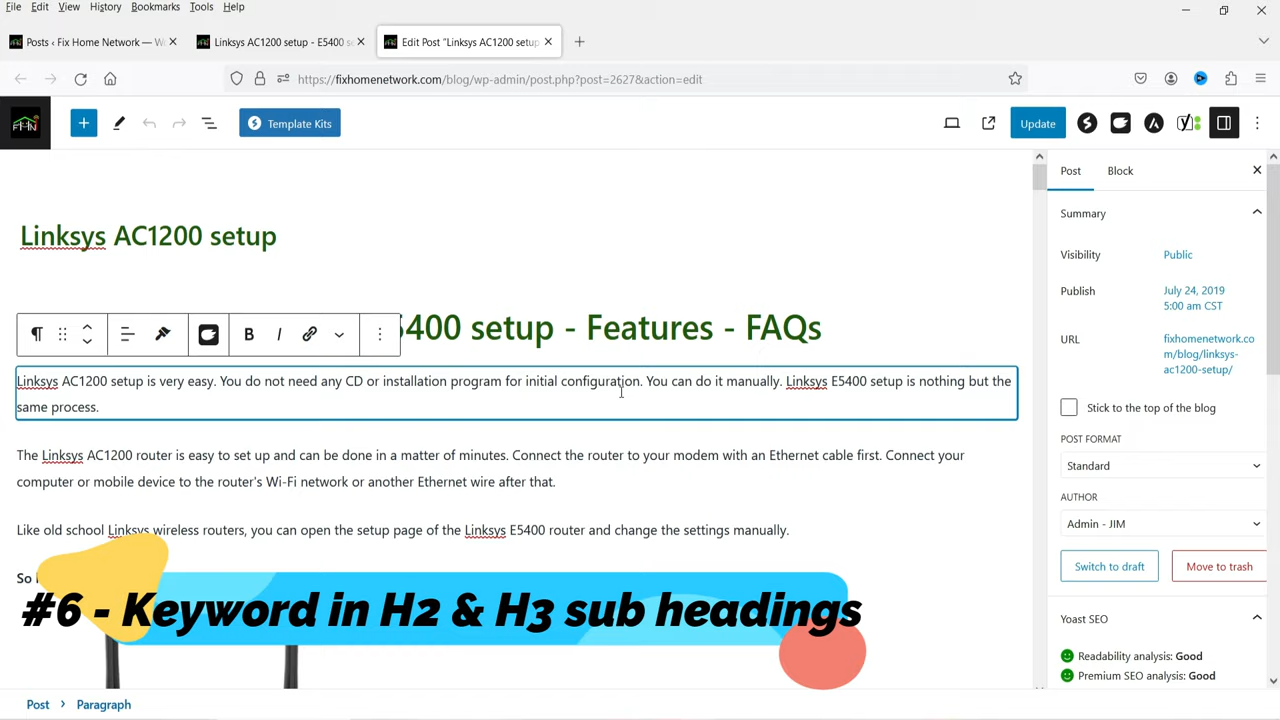 File Edit View History Bookmarks Tools Help
Posts ‹ Fix Home Network — W
Linksys AC1200 setup - E5400 se
Edit Post "Linksys AC1200 setup
https://fixhomenetwork.com/blog/wp-admin/post.php?post=2627&action=edit
FHN
Template Kits
Update
Post Block
Linksys AC1200 setup
Summary
Visibility Public
Publish July 24, 2019
5:00 am CST
URL fixhomenetwork.co
m/blog/linksys-
ac1200-setup/
Stick to the top of the blog
POST FORMAT
Standard
AUTHOR
Admin - JIM
Switch to draft Move to trash
Yoast SEO
Readability analysis: Good
Premium SEO analysis: Good
5400 setup - Features - FAQs
B I
Linksys AC1200 setup is very easy. You do not need any CD or installation program for initial configuration. You can do it manually. Linksys E5400 setup is nothing but the
same process.
The Linksys AC1200 router is easy to set up and can be done in a matter of minutes. Connect the router to your modem with an Ethernet cable first. Connect your
computer or mobile device to the router's Wi-Fi network or another Ethernet wire after that.
Like old school Linksys wireless routers, you can open the setup page of the Linksys E5400 router and change the settings manually.
So
#6 - Keyword in H2 & H3 sub headings
Post > Paragraph